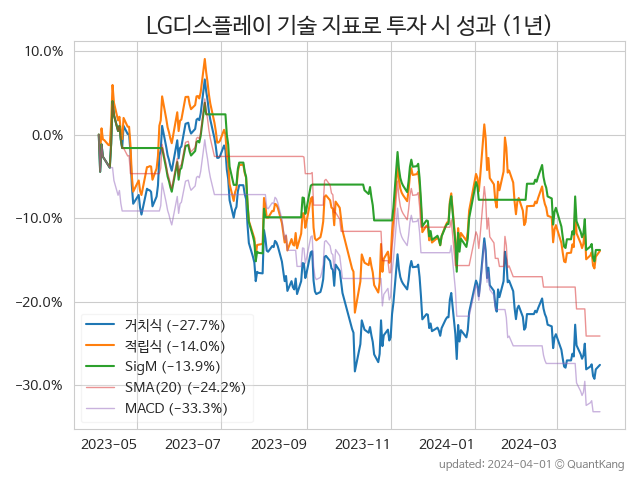 LG디스플레이 기술 지표로 투자 시 성과 (1년)
10.0%
0.0%
−10.0%
−20.0%
−30.0%
거치식 (−27.7%)
적립식 (−14.0%)
SigM (−13.9%)
SMA(20) (−24.2%)
MACD (−33.3%)
2023-05 2023-07 2023-09 2023-11 2024-01 2024-03
updated: 2024-04-01 © QuantKang